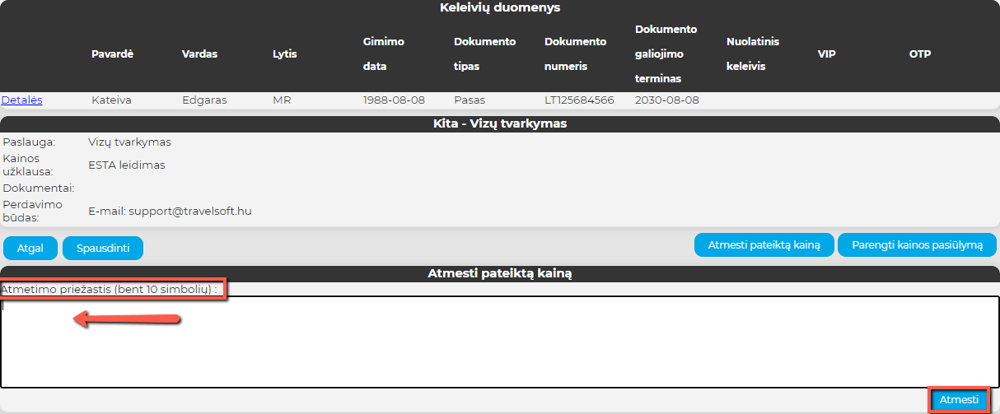 Keleivių duomenys
Pavardė Vardas Lytis Gimimo data Dokumento tipas Dokumento numeris Dokumento galiojimo terminas Nuolatinis keleivis VIP OTP
Detalės Kateiva Edgaras MR 1988-08-08 Pasas LT125684566 2030-08-08
Kita - Vizų tvarkymas
Paslauga: Vizų tvarkymas
Kainos užklausa: ESTA leidimas
Dokumentai:
Perdavimo būdas: E-mail: support@travelsoft.hu
Atgal Spausdinti Atmesti pateiktą kainą Parengti kainos pasiūlymą
Atmesti pateiktą kainą
Atmetimo priežastis (bent 10 simbolių) :
Atmesti